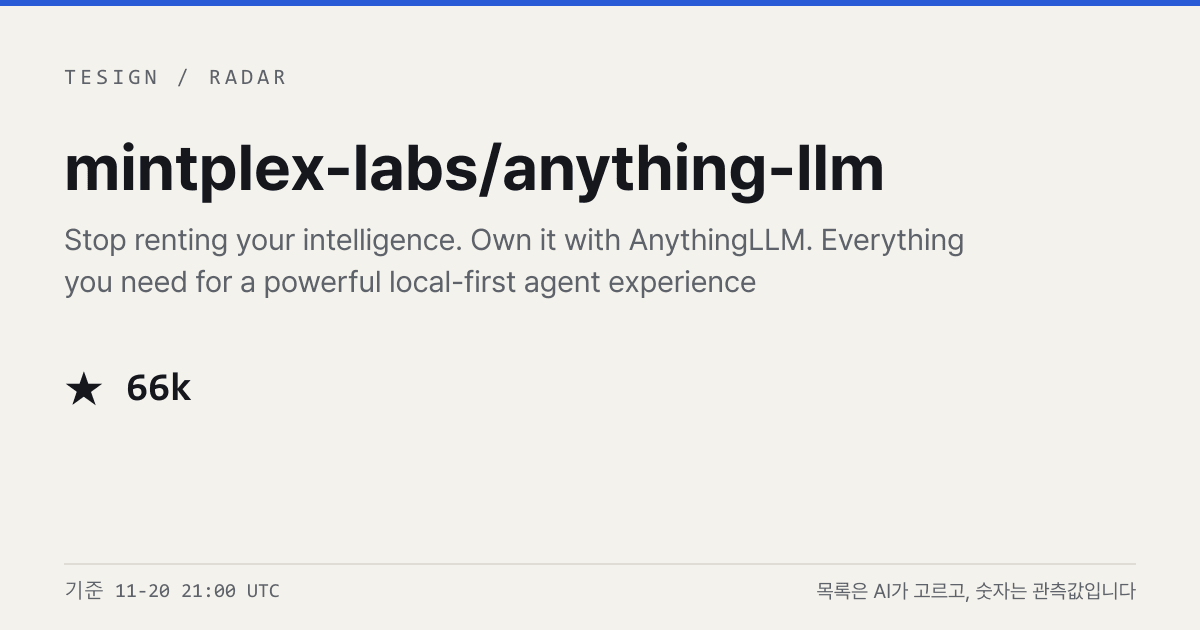 TESIGN / RADAR
mintplex-labs/anything-llm
Stop renting your intelligence. Own it with AnythingLLM. Everything
you need for a powerful local-first agent experience
★ 66k
기준 11-20 21:00 UTC
목록은 AI가 고르고, 숫자는 관측값입니다